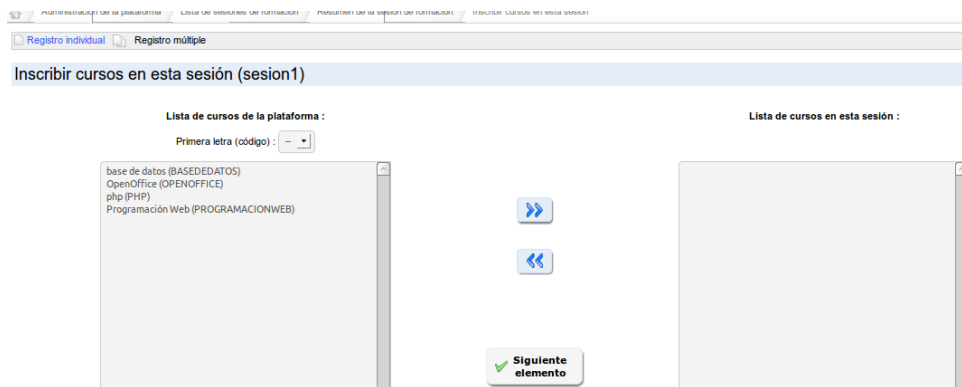 Administración de la plataforma / Lista de sesiones de formación / Resumen de la sesión de formación / Inscribir cursos en esta sesión
Registro individual Registro múltiple
Inscribir cursos en esta sesión (sesion1)
Lista de cursos de la plataforma :
Lista de cursos en esta sesión :
Primera letra (código) : --
base de datos (BASEDEDATOS)
OpenOffice (OPENOFFICE)
php (PHP)
Programación Web (PROGRAMACIONWEB)
Siguiente
elemento